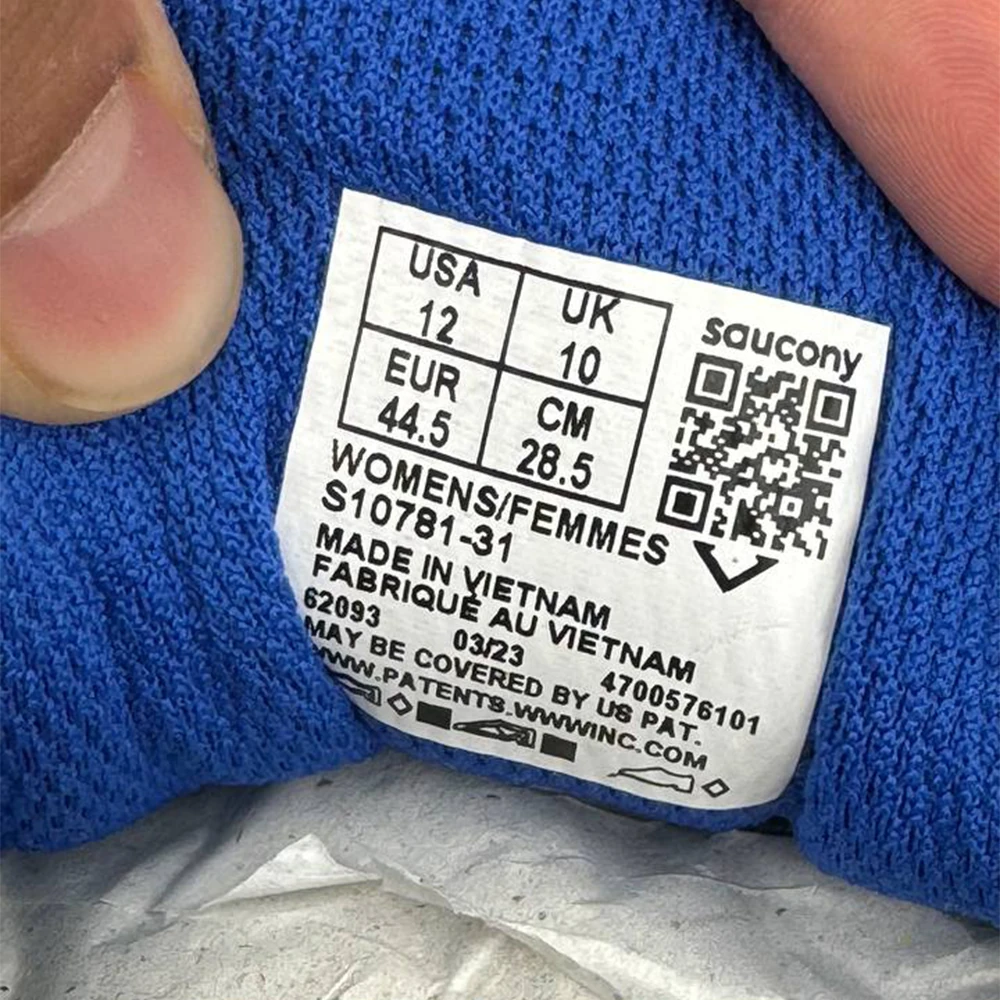 USA
12
UK
10
EUR
44.5
CM
28.5
saucony
WOMENS/FEMMES
S10781-31
MADE IN VIETNAM
FABRIQUÉ AU VIETNAM
62093 03/23 4700576101
MAY BE COVERED BY US PAT.
WWW.PATENTS.WWWINC.COM